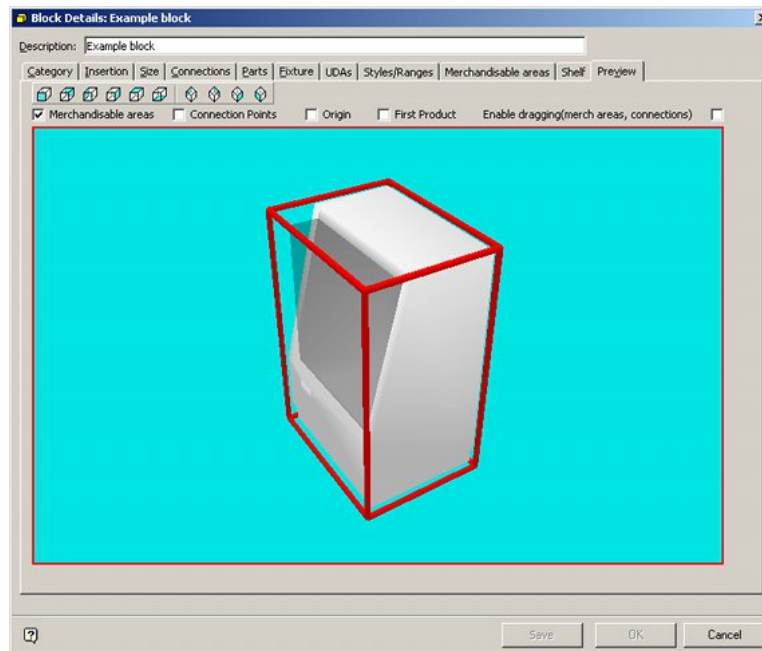 Block Details: Example block
Description: Example block
Category Insertion Size Connections Parts Fixture UDAs Styles/Ranges Merchandisable areas Shelf Preview
Merchandisable areas Connection Points Origin First Product Enable dragging(merch areas, connections)
Save OK Cancel